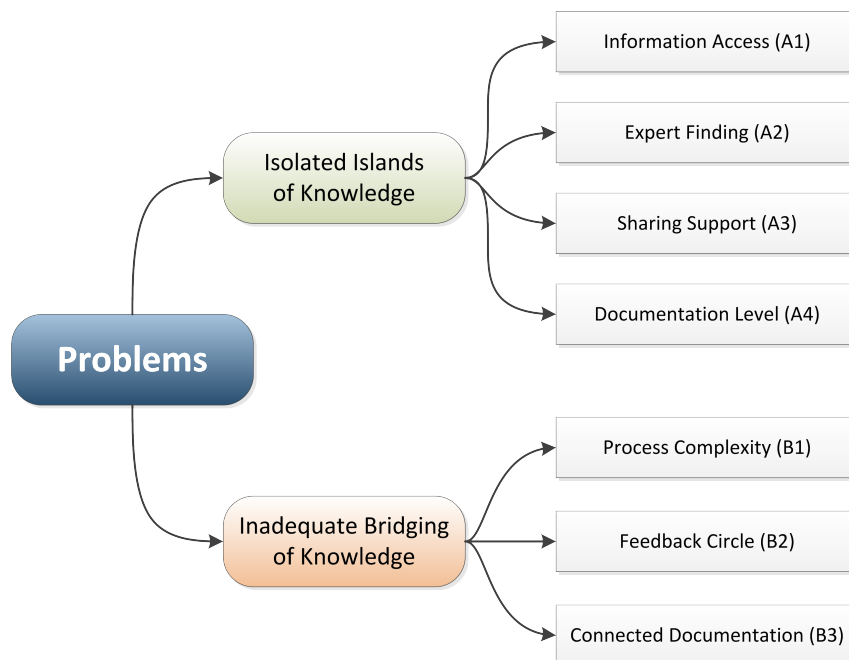 Problems
Isolated Islands
of Knowledge
Information Access (A1)
Expert Finding (A2)
Sharing Support (A3)
Documentation Level (A4)
Inadequate Bridging
of Knowledge
Process Complexity (B1)
Feedback Circle (B2)
Connected Documentation (B3)